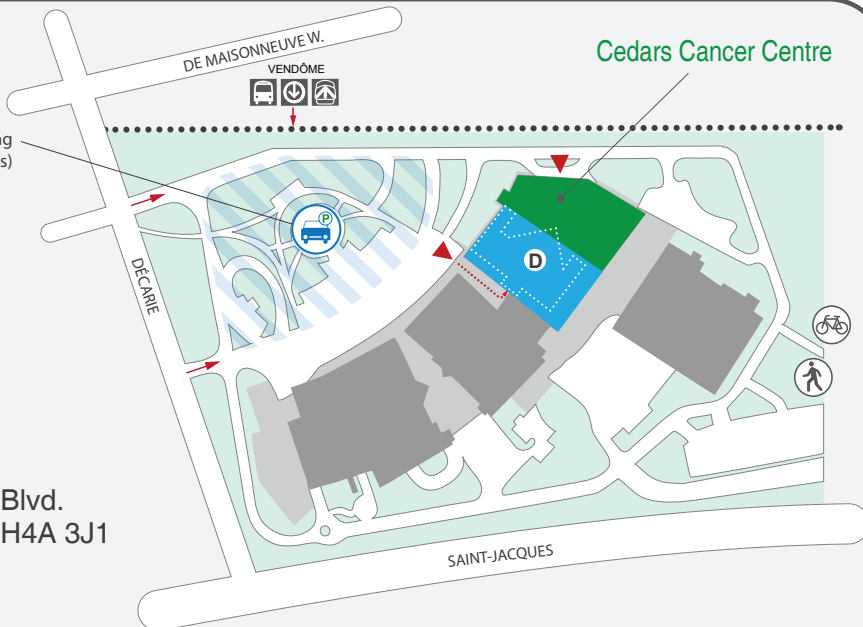 DE MAISONNEUVE W.
VENDÔME
Cedars Cancer Centre
P
D
DÉCARIE
Blvd.
H4A 3J1
SAINT-JACQUES